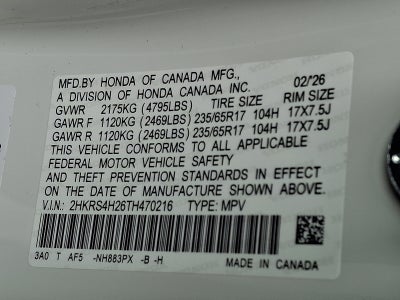 MFD.BY HONDA OF CANADA MFG., 02/26
A DIVISION OF HONDA CANADA INC.
GVWR 2175KG (4795LBS) TIRE SIZE RIM SIZE
GAWR F 1120KG (2469LBS) 235/65R17 104H 17X7.5J
GAWR R 1120KG (2469LBS) 235/65R17 104H 17X7.5J
THIS VEHICLE CONFORMS TO ALL APPLICABLE
FEDERAL MOTOR VEHICLE SAFETY
AND THEFT PREVENTION STANDARDS IN EFFECT
ON THE DATE OF MANUFACTURE SHOWN ABOVE.
V.I.N.: 2HKRS4H26TH470216 TYPE: MPV
3A0 T AF5 -NH883PX -B -H MADE IN CANADA